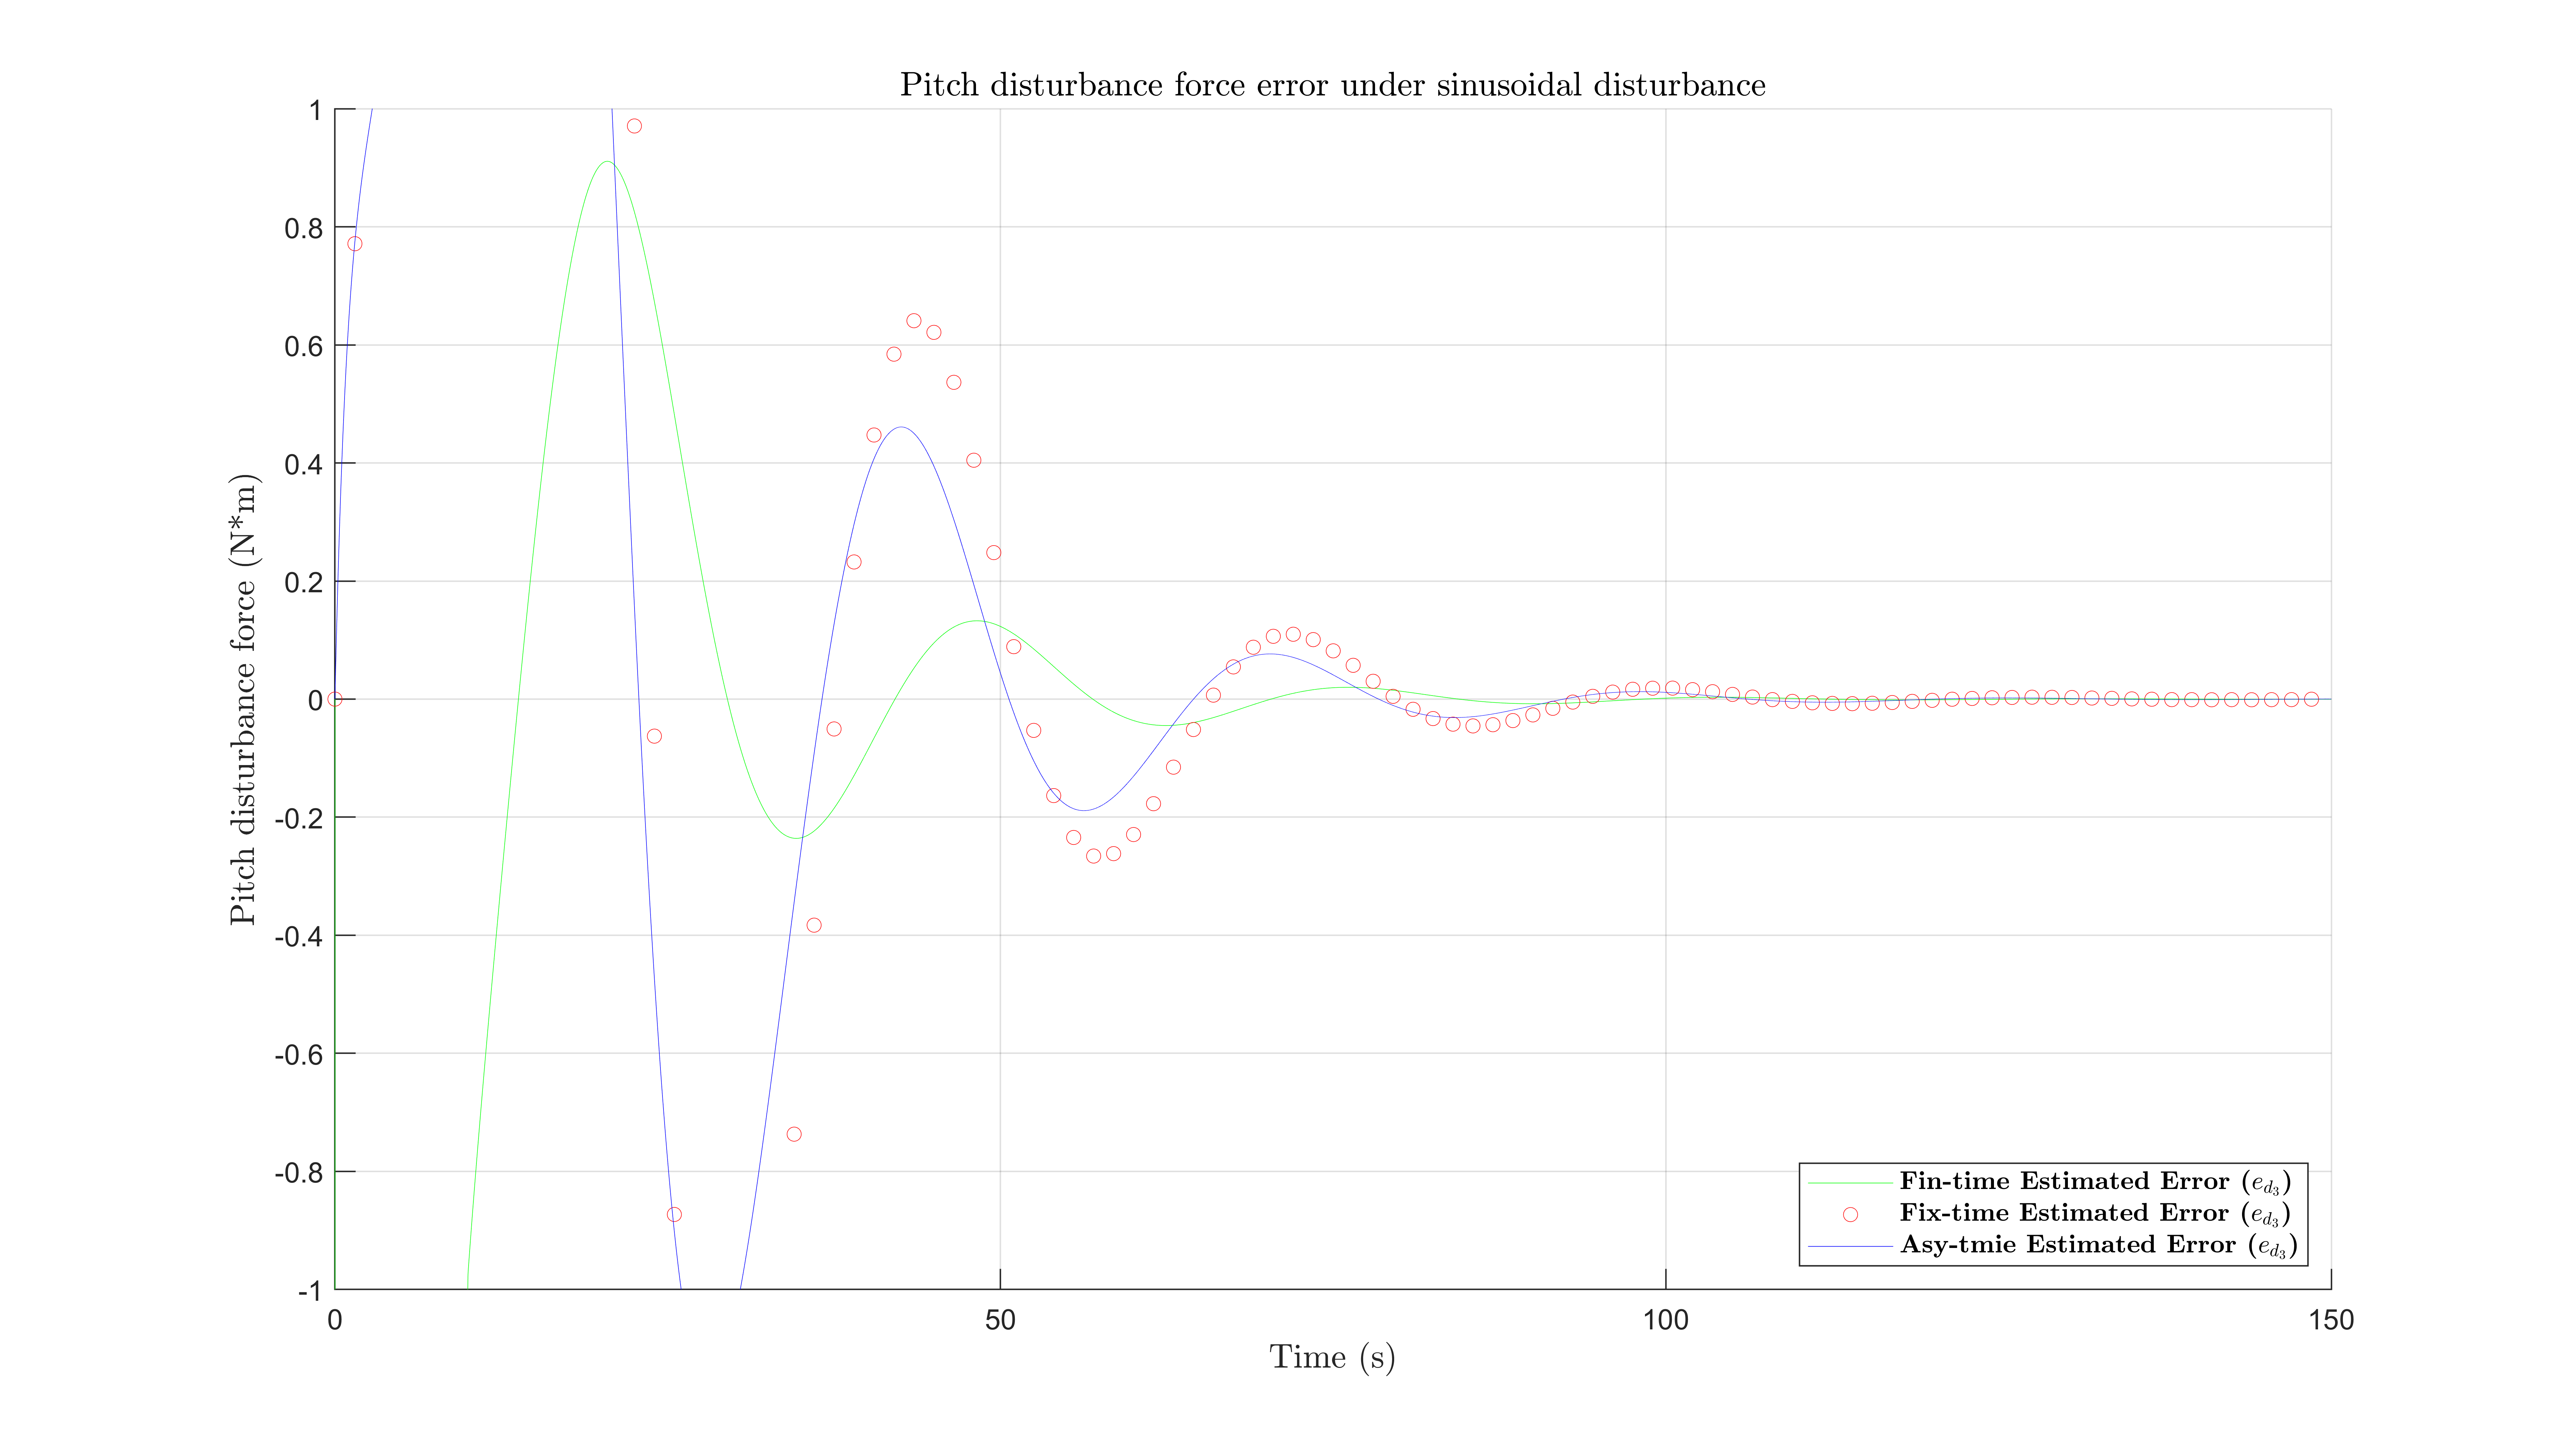 Pitch disturbance force error under sinusoidal disturbance
1
0.8
0.6
0.4
0.2
0
-0.2
-0.4
-0.6
-0.8
-1
Pitch disturbance force (N*m)
0 50 100 150
Time (s)
Fin-time Estimated Error (e_{d_3})
Fix-time Estimated Error (e_{d_3})
Asy-tmie Estimated Error (e_{d_3})